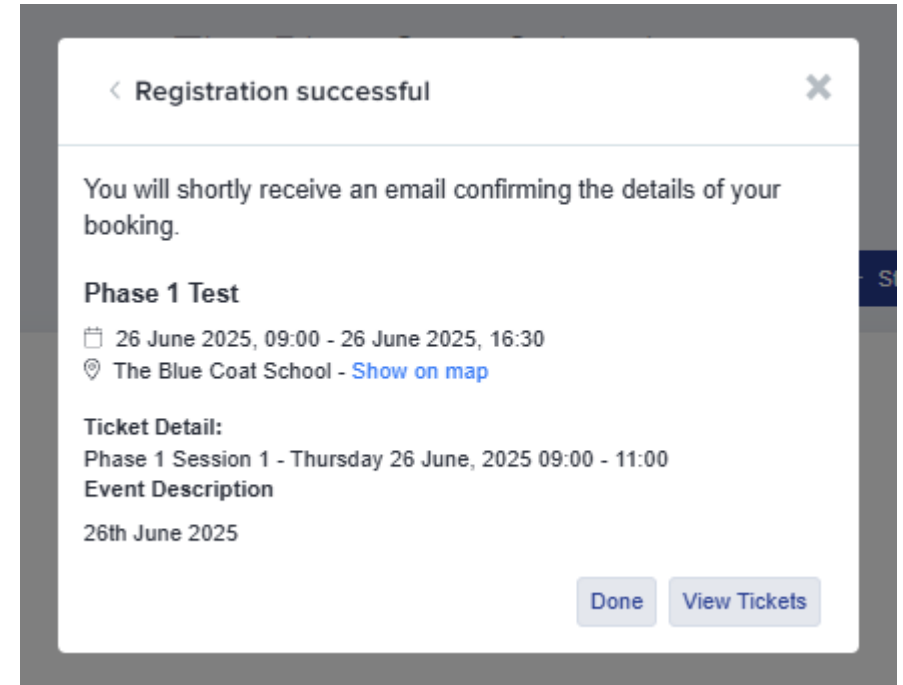 Registration successful
You will shortly receive an email confirming the details of your
booking.
Phase 1 Test
26 June 2025, 09:00 - 26 June 2025, 16:30
The Blue Coat School - Show on map
Ticket Detail:
Phase 1 Session 1 - Thursday 26 June, 2025 09:00 - 11:00
Event Description
26th June 2025
Done View Tickets